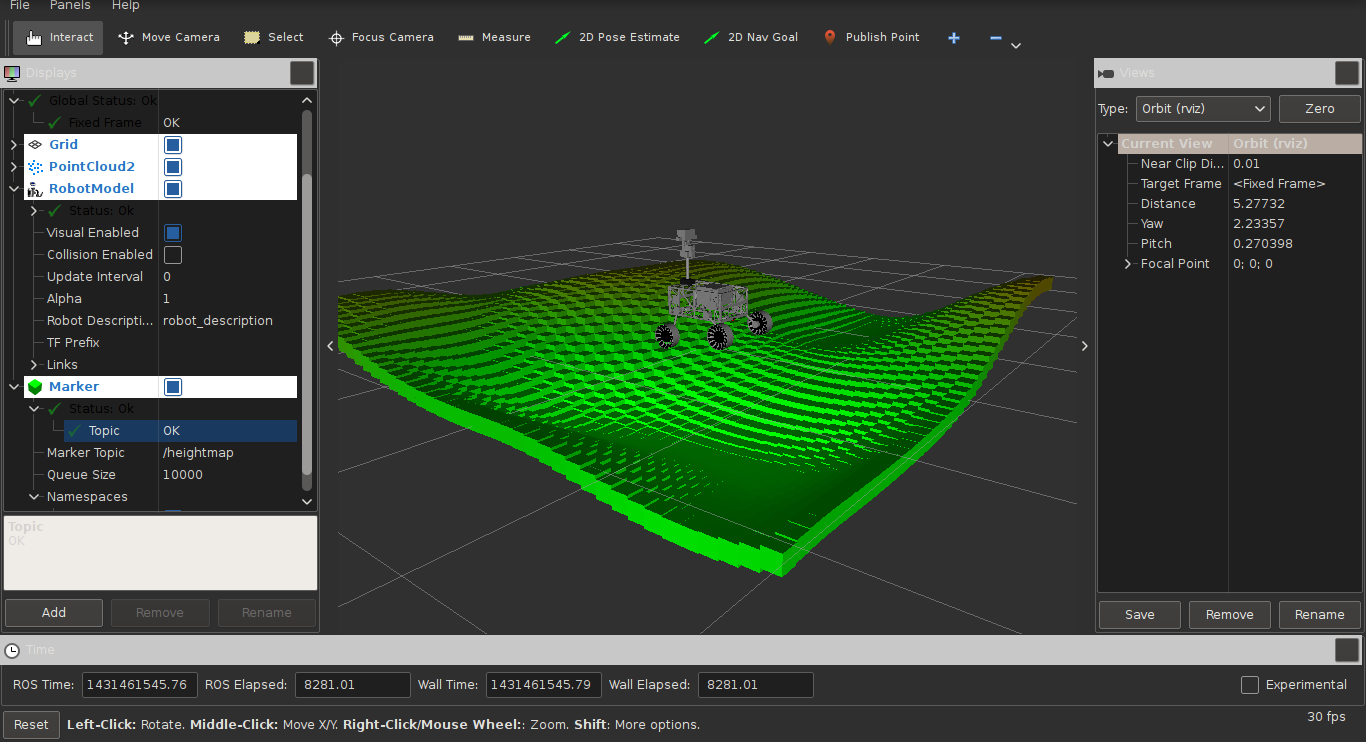 File Panels Help
Interact Move Camera Select Focus Camera Measure 2D Pose Estimate 2D Nav Goal Publish Point
Displays
Global Status: Ok
Fixed Frame OK
Grid
PointCloud2
RobotModel
Status: Ok
Visual Enabled
Collision Enabled
Update Interval 0
Alpha 1
Robot Descripti... robot_description
TF Prefix
Links
Marker
Status: Ok
Topic OK
Marker Topic /heightmap
Queue Size 10000
Namespaces
Topic
OK
Add Remove Rename
Views
Type: Orbit (rviz) Zero
Current View Orbit (rviz)
Near Clip Di... 0.01
Target Frame <Fixed Frame>
Distance 5.27732
Yaw 2.23357
Pitch 0.270398
Focal Point 0; 0; 0
Save Remove Rename
Time
ROS Time: 1431461545.76 ROS Elapsed: 8281.01 Wall Time: 1431461545.79 Wall Elapsed: 8281.01 Experimental
Reset Left-Click: Rotate. Middle-Click: Move X/Y. Right-Click/Mouse Wheel:: Zoom. Shift: More options. 30 fps